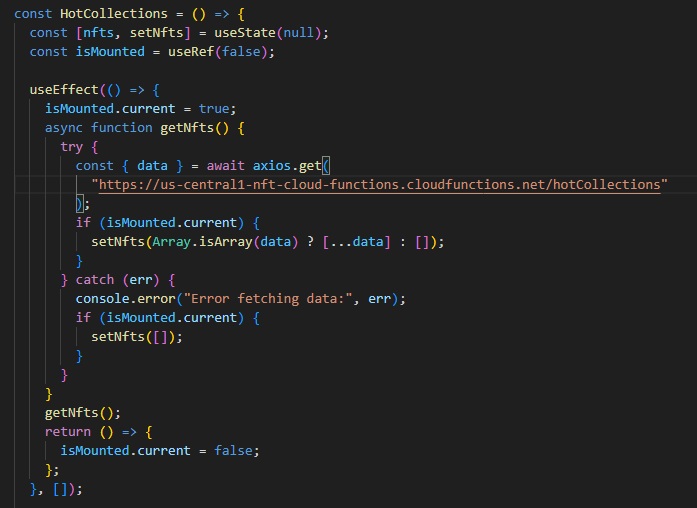 const HotCollections = () => {
  const [nfts, setNfts] = useState(null);
  const isMounted = useRef(false);

  useEffect(() => {
    isMounted.current = true;
    async function getNfts() {
      try {
        const { data } = await axios.get(
          "https://us-central1-nft-cloud-functions.cloudfunctions.net/hotCollections"
        );
        if (isMounted.current) {
          setNfts(Array.isArray(data) ? [...data] : []);
        }
      } catch (err) {
        console.error("Error fetching data:", err);
        if (isMounted.current) {
          setNfts([]);
        }
      }
    }
    getNfts();
    return () => {
      isMounted.current = false;
    };
  }, []);